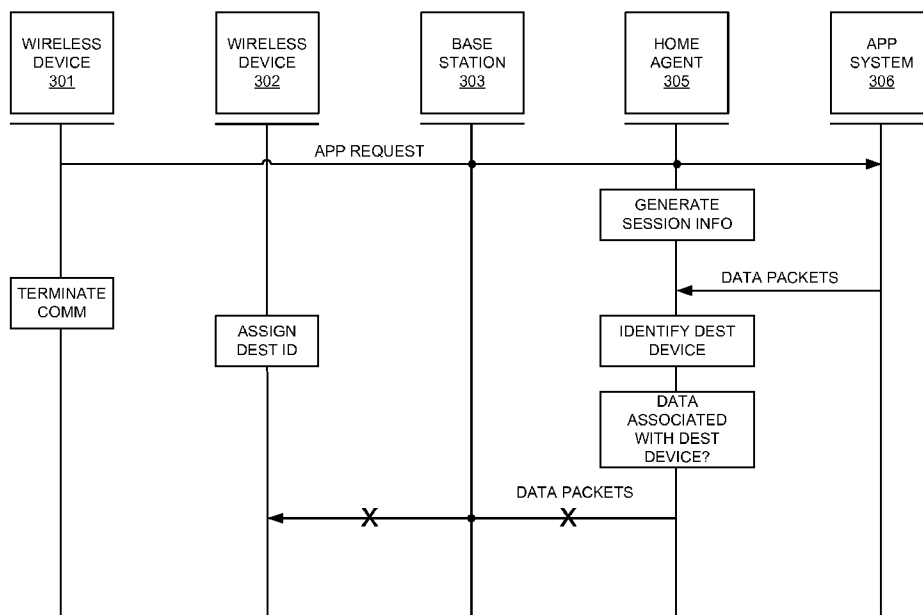 WIRELESS
DEVICE
301
WIRELESS
DEVICE
302
BASE
STATION
303
HOME
AGENT
305
APP
SYSTEM
306
APP REQUEST
GENERATE
SESSION INFO
DATA PACKETS
TERMINATE
COMM
ASSIGN
DEST ID
IDENTIFY DEST
DEVICE
DATA
ASSOCIATED
WITH DEST
DEVICE?
DATA PACKETS
X
X